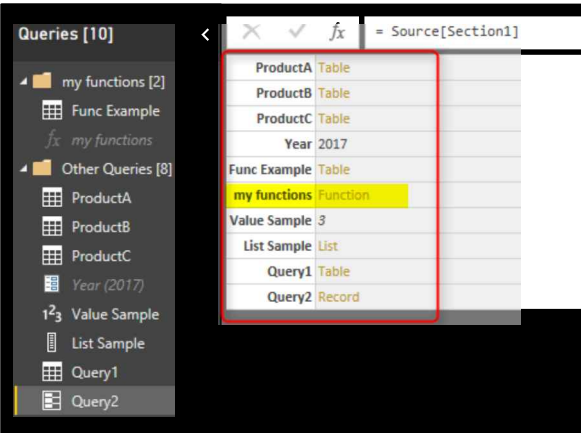 Queries [10]
my functions [2]
Func Example
fx my functions
Other Queries [8]
ProductA
ProductB
ProductC
Year (2017)
1²3 Value Sample
List Sample
Query1
Query2
fx = Source[Section1]
ProductA Table
ProductB Table
ProductC Table
Year 2017
Func Example Table
my functions Function
Value Sample 3
List Sample List
Query1 Table
Query2 Record